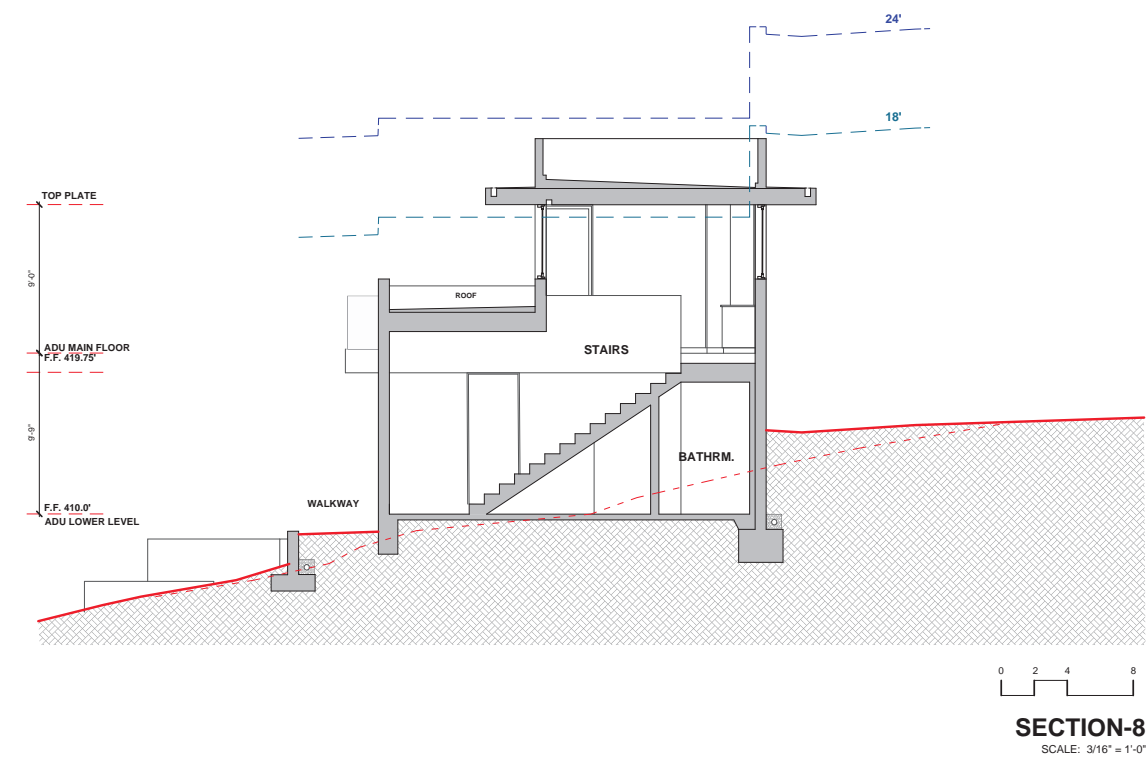 24'
18'
TOP PLATE
9'-0"
ROOF
ADU MAIN FLOOR
F.F. 419.75'
STAIRS
9'-9"
BATHRM.
WALKWAY
F.F. 410.0'
ADU LOWER LEVEL
0 2 4 8
SECTION-8
SCALE: 3/16" = 1'-0"